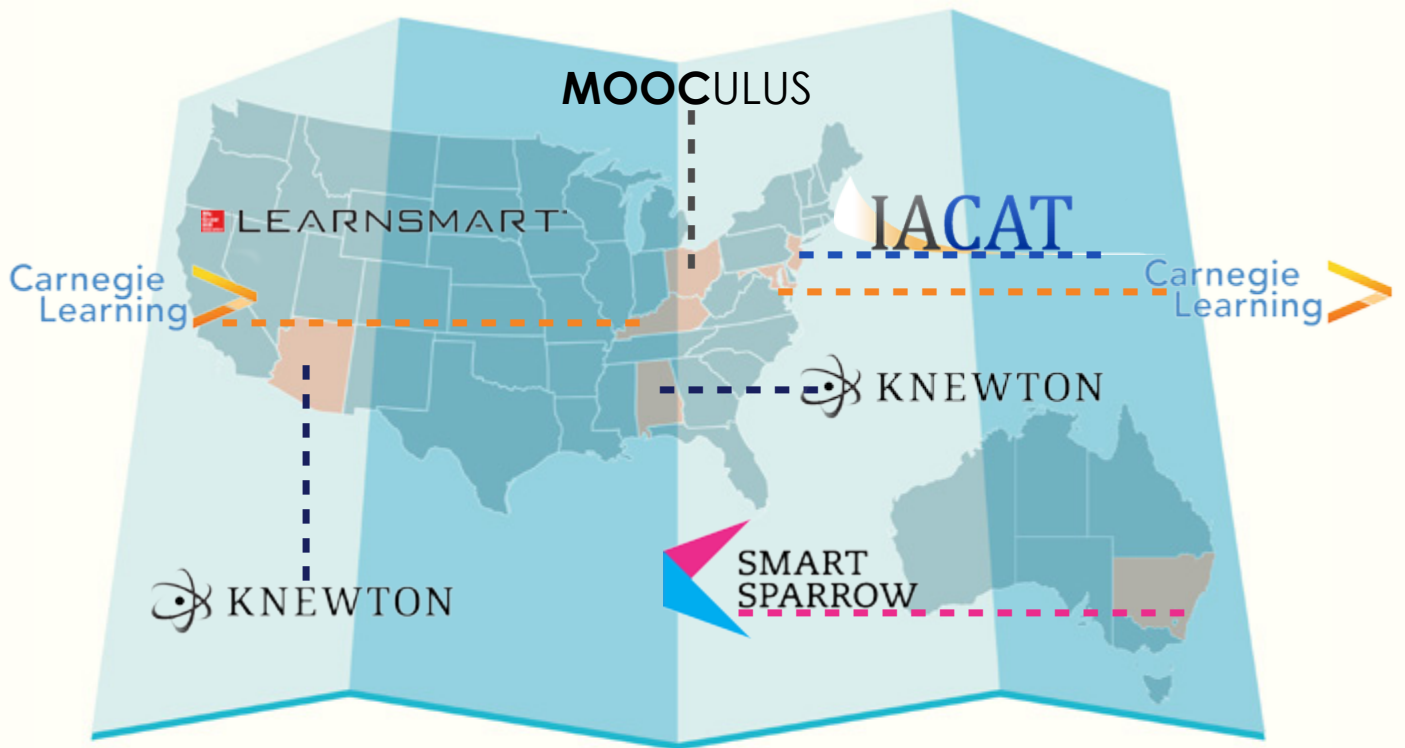 MOOCULUS
LEARNSMART
IACAT
Carnegie
Learning
Carnegie
Learning
KNEWTON
KNEWTON
SMART
SPARROW